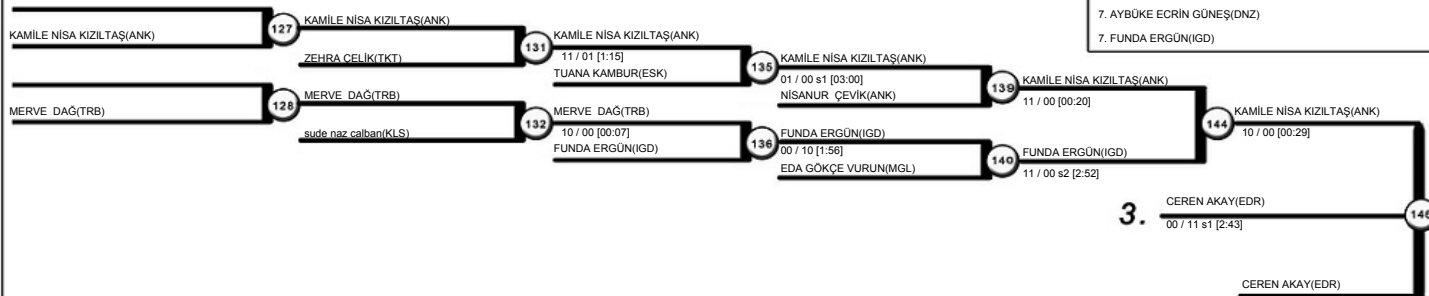 7. AYBÜKE ECRİN GÜNEŞ(DNZ)
7. FUNDA ERGÜN(IGD)
KAMİLE NİSA KIZILTAŞ(ANK)
127
KAMİLE NİSA KIZILTAŞ(ANK)
ZEHRA ÇELİK(TKT)
131
KAMİLE NİSA KIZILTAŞ(ANK)
11 / 01 [1:15]
TUANA KAMBUR(ESK)
135
KAMİLE NİSA KIZILTAŞ(ANK)
01 / 00 s1 [03:00]
NİSANUR ÇEVİK(ANK)
139
KAMİLE NİSA KIZILTAŞ(ANK)
11 / 00 [00:20]
144
KAMİLE NİSA KIZILTAŞ(ANK)
10 / 00 [00:29]
MERVE DAĞ(TRB)
128
MERVE DAĞ(TRB)
sude naz calban(KLS)
132
MERVE DAĞ(TRB)
10 / 00 [00:07]
FUNDA ERGÜN(IGD)
136
FUNDA ERGÜN(IGD)
00 / 10 [1:56]
EDA GÖKÇE VURUN(MGL)
140
FUNDA ERGÜN(IGD)
11 / 00 s2 [2:52]
3.
CEREN AKAY(EDR)
00 / 11 s1 [2:43]
146
CEREN AKAY(EDR)